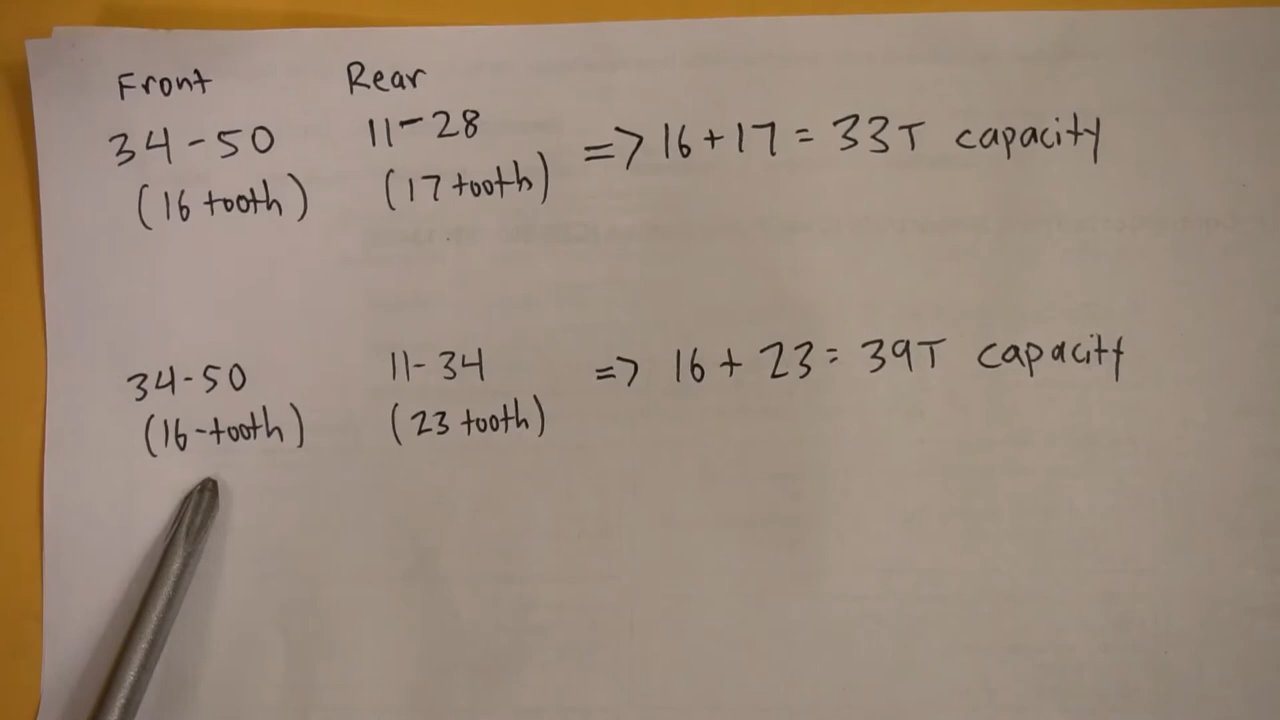 Front Rear
34-50 11-28 => 16+17 = 33T capacity
(16 tooth) (17 tooth)
34-50 11-34 => 16 + 23 = 39T capacity
(16-tooth) (23 tooth)